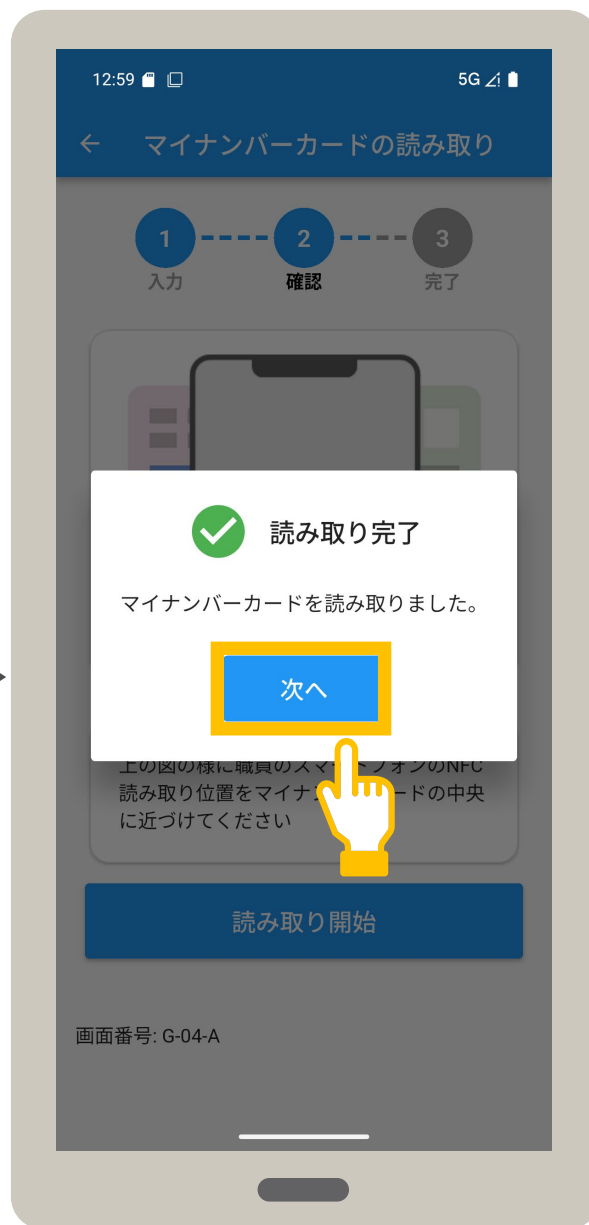 12:59
5G
マイナンバーカードの読み取り
1
2
3
入力
確認
完了
読み取り完了
マイナンバーカードを読み取りました。
次へ
上の図の様に職員のスマートフォンのNFC
読み取り位置をマイナ ードの中央
に近づけてください
読み取り開始
画面番号: G-04-A